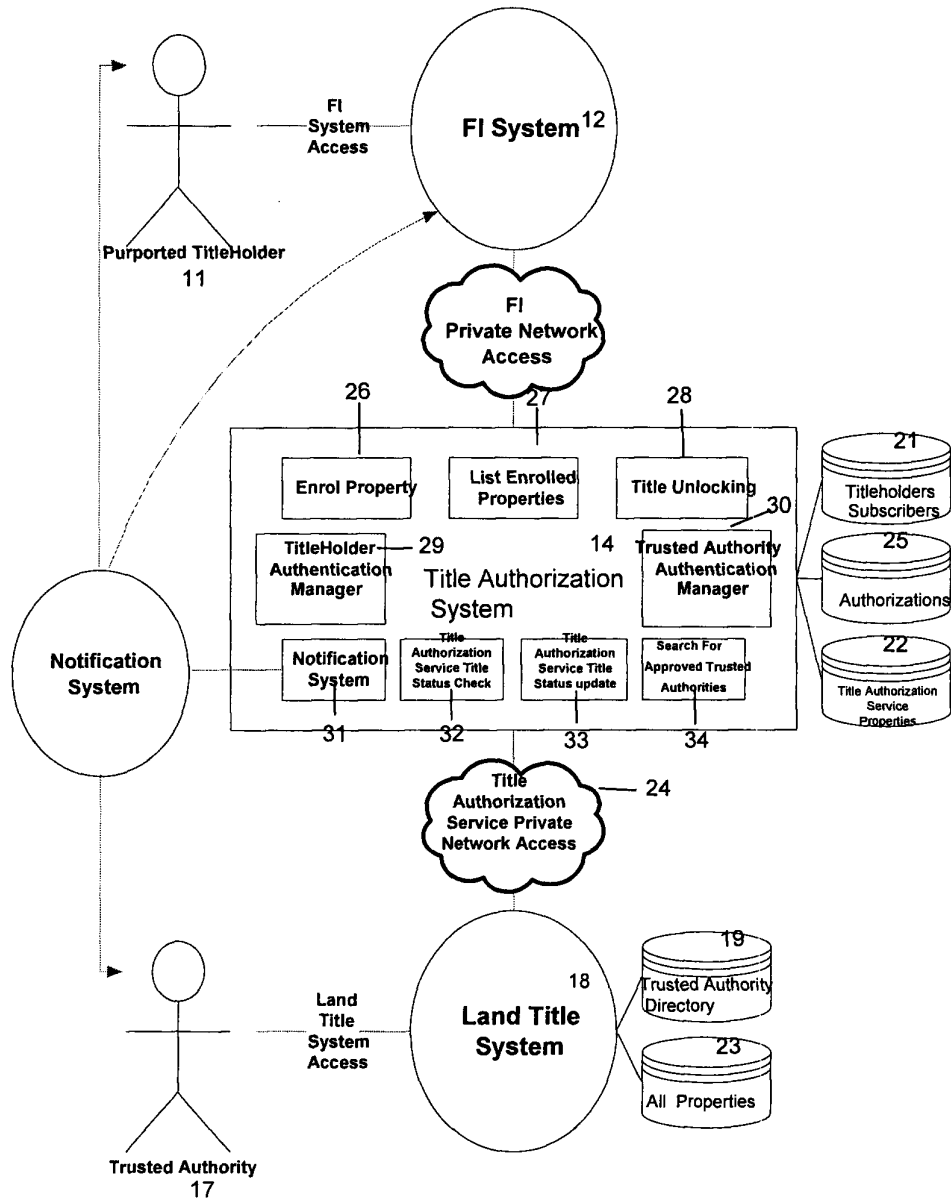 FI
System
Access
FI System 12
Purported TitleHolder
11
FI
Private Network
Access
26
27
28
Enrol Property
List Enrolled
Properties
Title Unlocking
21
Titleholders
Subscribers
30
TitleHolder
Authentication
Manager
29
14
Title Authorization
System
Trusted Authority
Authentication
Manager
25
Authorizations
Notification
System
Notification
System
Title
Authorization
Service Title
Status Check
Title
Authorization
Service Title
Status update
Search For
Approved Trusted
Authorities
22
Title Authorization
Service
Properties
31
32
33
34
Title
Authorization
Service Private
Network Access
24
Land
Title
System
Access
18
Land Title
System
19
Trusted Authority
Directory
23
All Properties
Trusted Authority
17